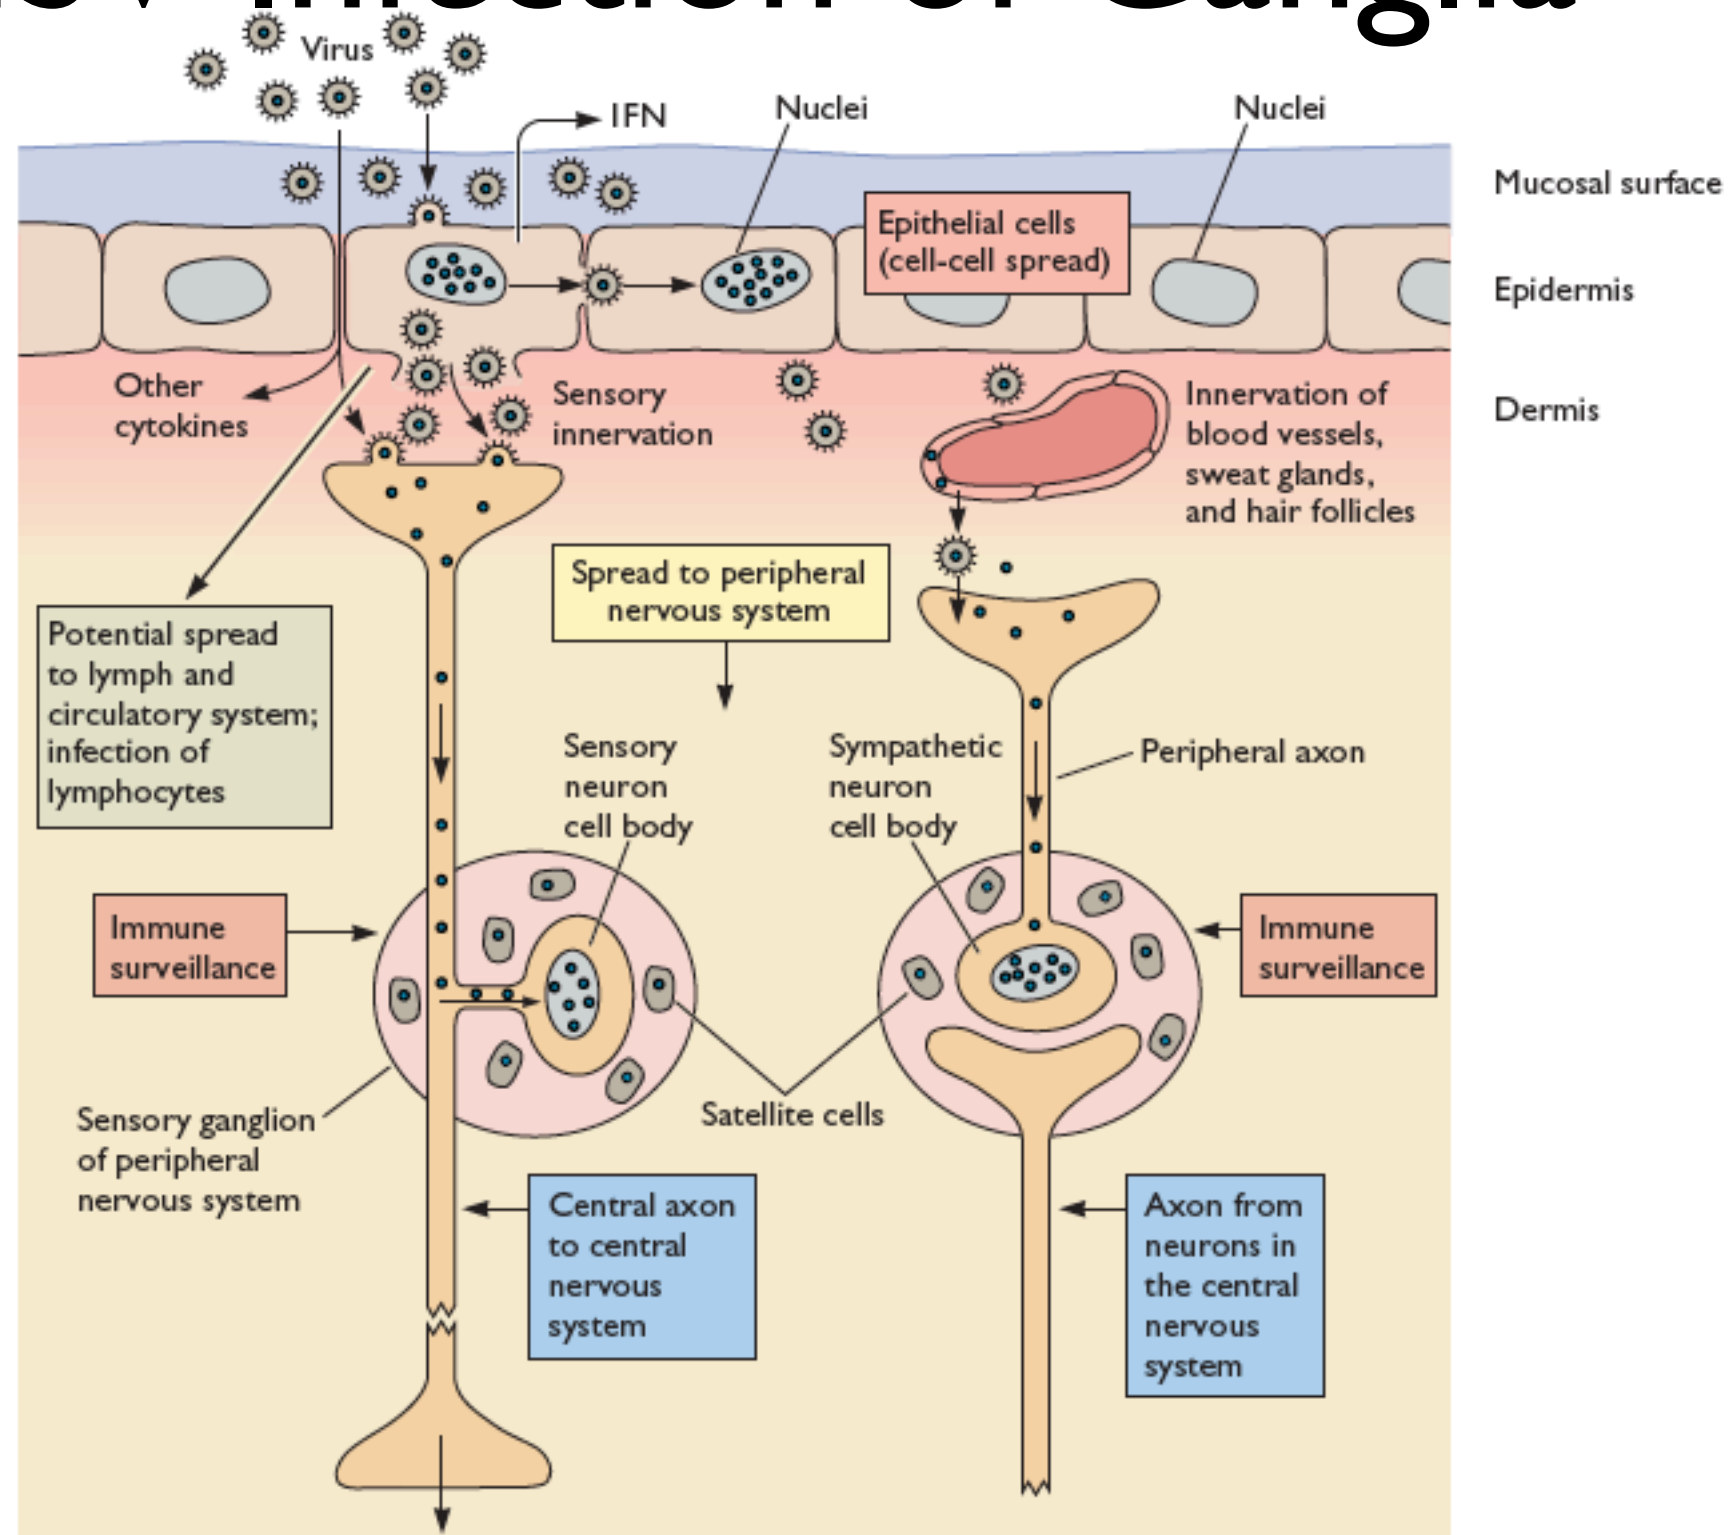 Infection of Ganglia
Virus
IFN
Nuclei
Nuclei
Mucosal surface
Epithelial cells
(cell-cell spread)
Epidermis
Other
cytokines
Sensory
innervation
Innervation of
blood vessels,
sweat glands,
and hair follicles
Dermis
Spread to peripheral
nervous system
Potential spread
to lymph and
circulatory system;
infection of
lymphocytes
Sensory
neuron
cell body
Sympathetic
neuron
cell body
Peripheral axon
Immune
surveillance
Immune
surveillance
Satellite cells
Sensory ganglion
of peripheral
nervous system
Central axon
to central
nervous
system
Axon from
neurons in
the central
nervous
system